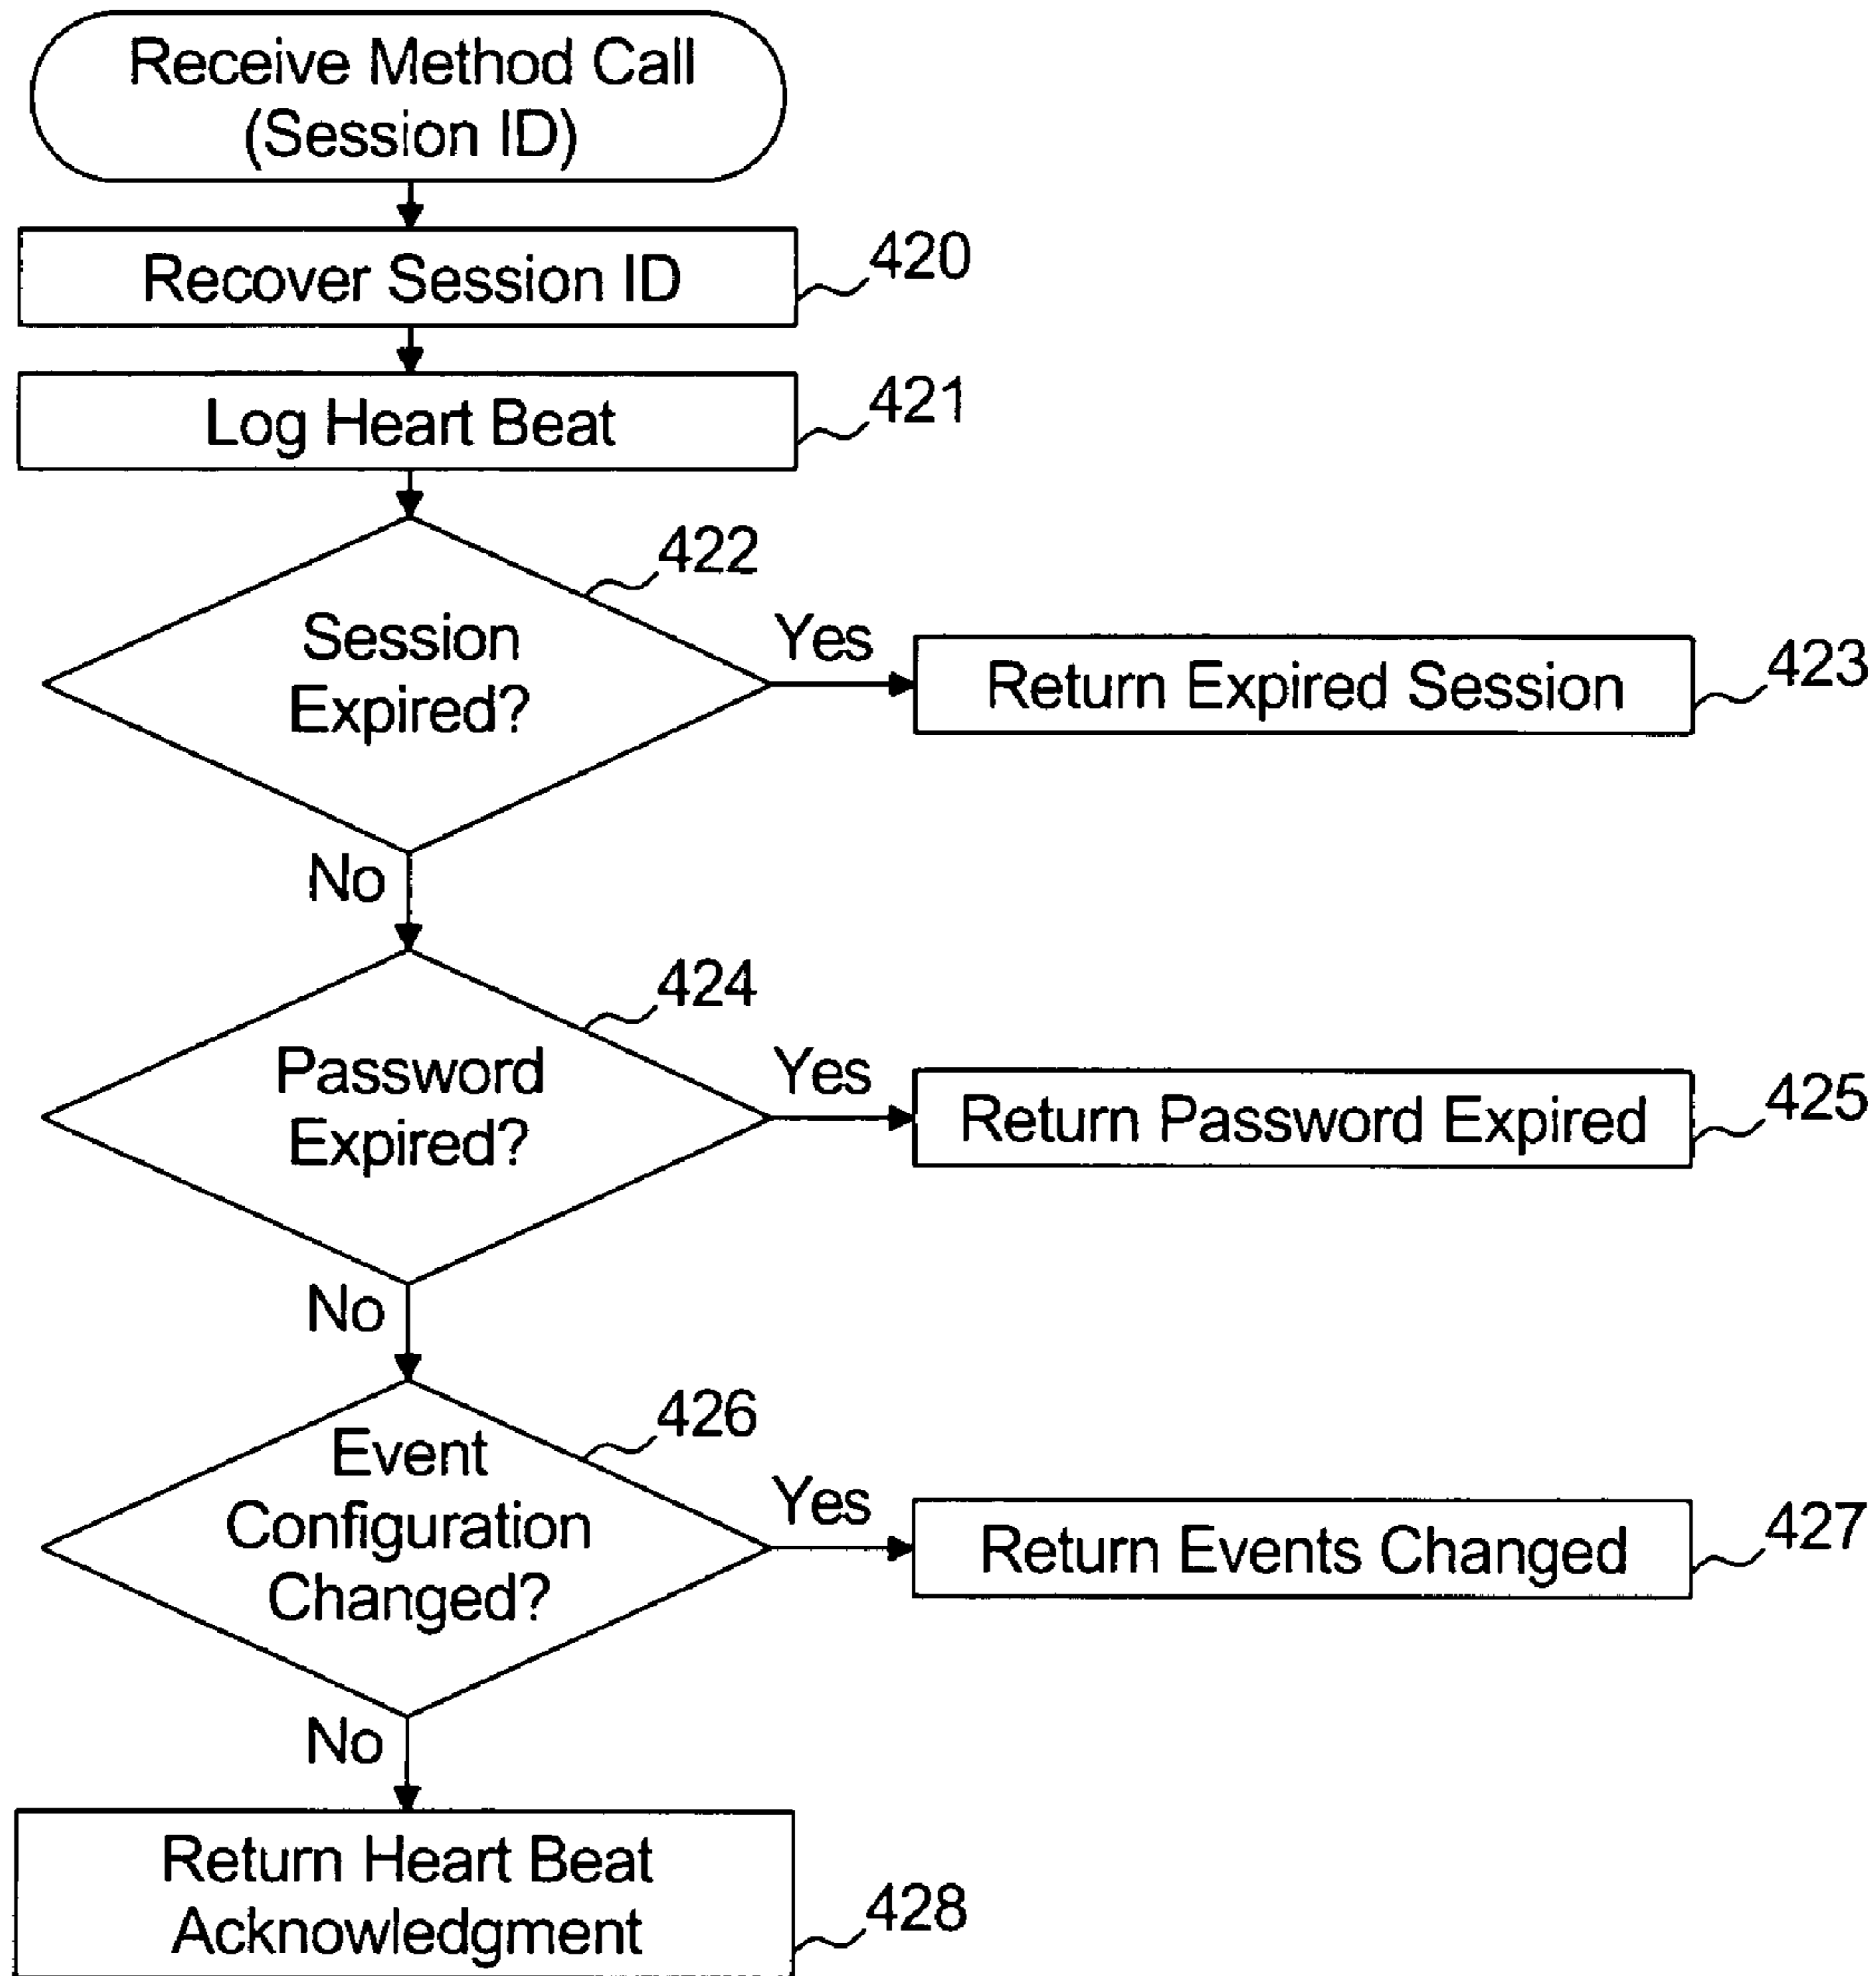 Receive Method Call
(Session ID)
Recover Session ID
420
Log Heart Beat
421
422
Session
Expired?
Yes
Return Expired Session
423
No
424
Password
Expired?
Yes
Return Password Expired
425
No
426
Event
Configuration
Changed?
Yes
Return Events Changed
427
No
Return Heart Beat
Acknowledgment
428